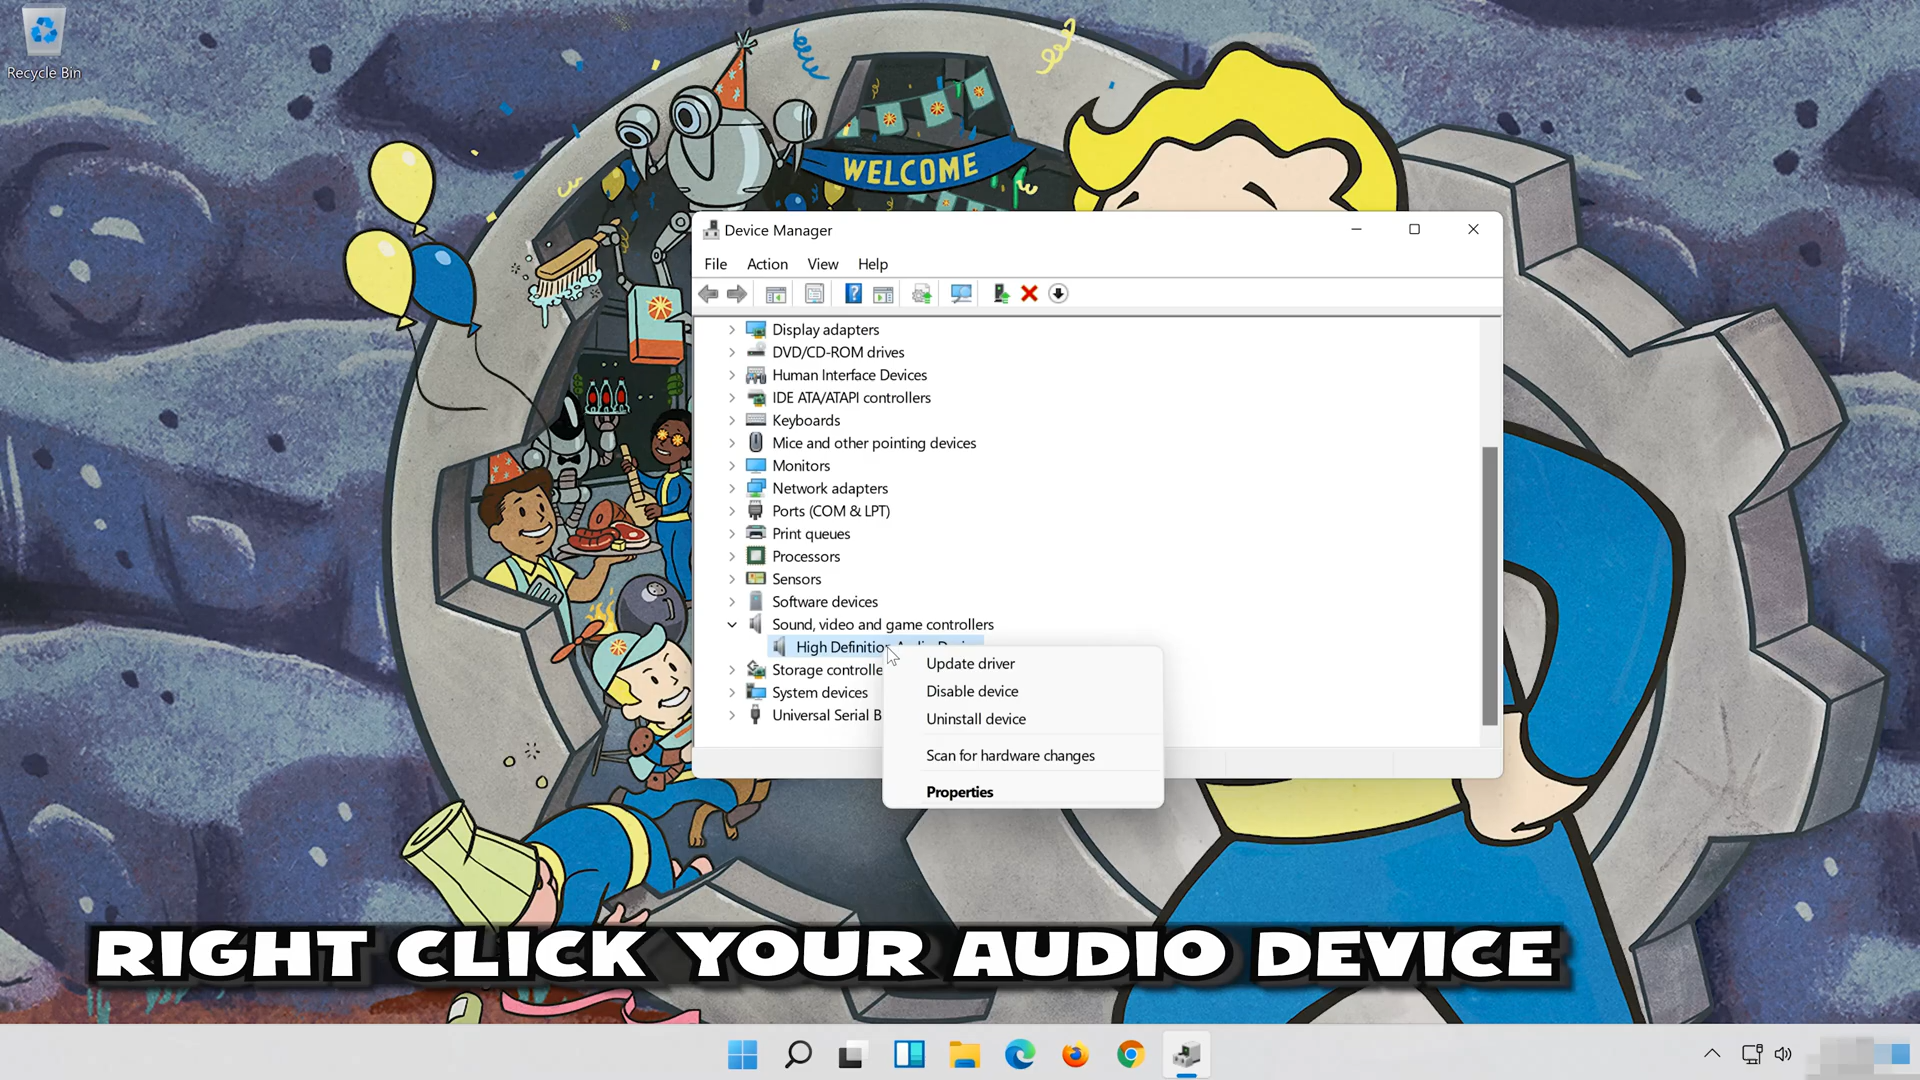 Recycle Bin
WELCOME
Device Manager
File Action View Help
Display adapters
DVD/CD-ROM drives
Human Interface Devices
IDE ATA/ATAPI controllers
Keyboards
Mice and other pointing devices
Monitors
Network adapters
Ports (COM & LPT)
Print queues
Processors
Sensors
Software devices
Sound, video and game controllers
High Definition Audio
Storage controlle
System devices
Universal Serial B
Update driver
Disable device
Uninstall device
Scan for hardware changes
Properties
RIGHT CLICK YOUR AUDIO DEVICE